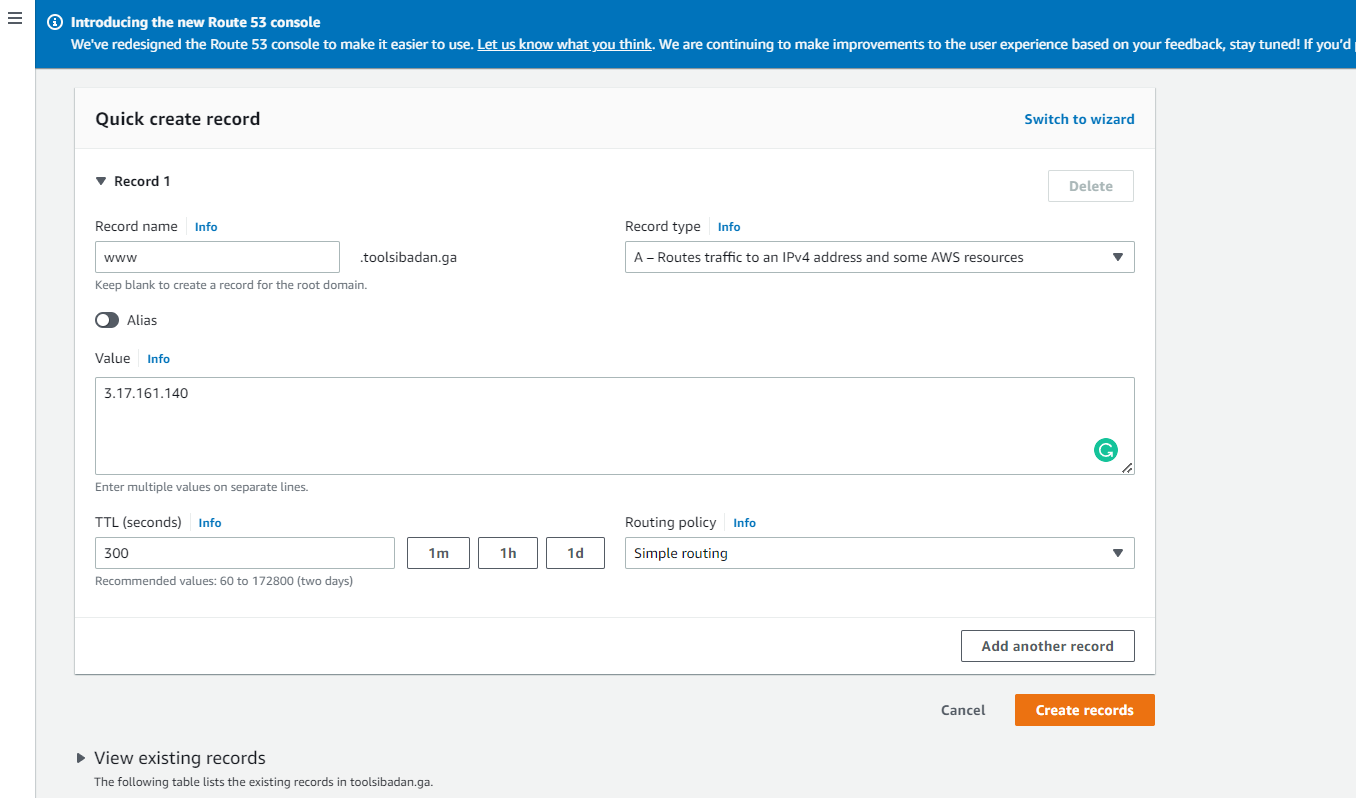 Introducing the new Route 53 console
We've redesigned the Route 53 console to make it easier to use. Let us know what you think. We are continuing to make improvements to the user experience based on your feedback, stay tuned! If you'd
Quick create record
Switch to wizard
Record 1
Delete
Record name Info
Record type Info
www .toolsibadan.ga
A – Routes traffic to an IPv4 address and some AWS resources
Keep blank to create a record for the root domain.
Alias
Value Info
3.17.161.140
Enter multiple values on separate lines.
TTL (seconds) Info
Routing policy Info
300 1m 1h 1d
Simple routing
Recommended values: 60 to 172800 (two days)
Add another record
Cancel Create records
View existing records
The following table lists the existing records in toolsibadan.ga.